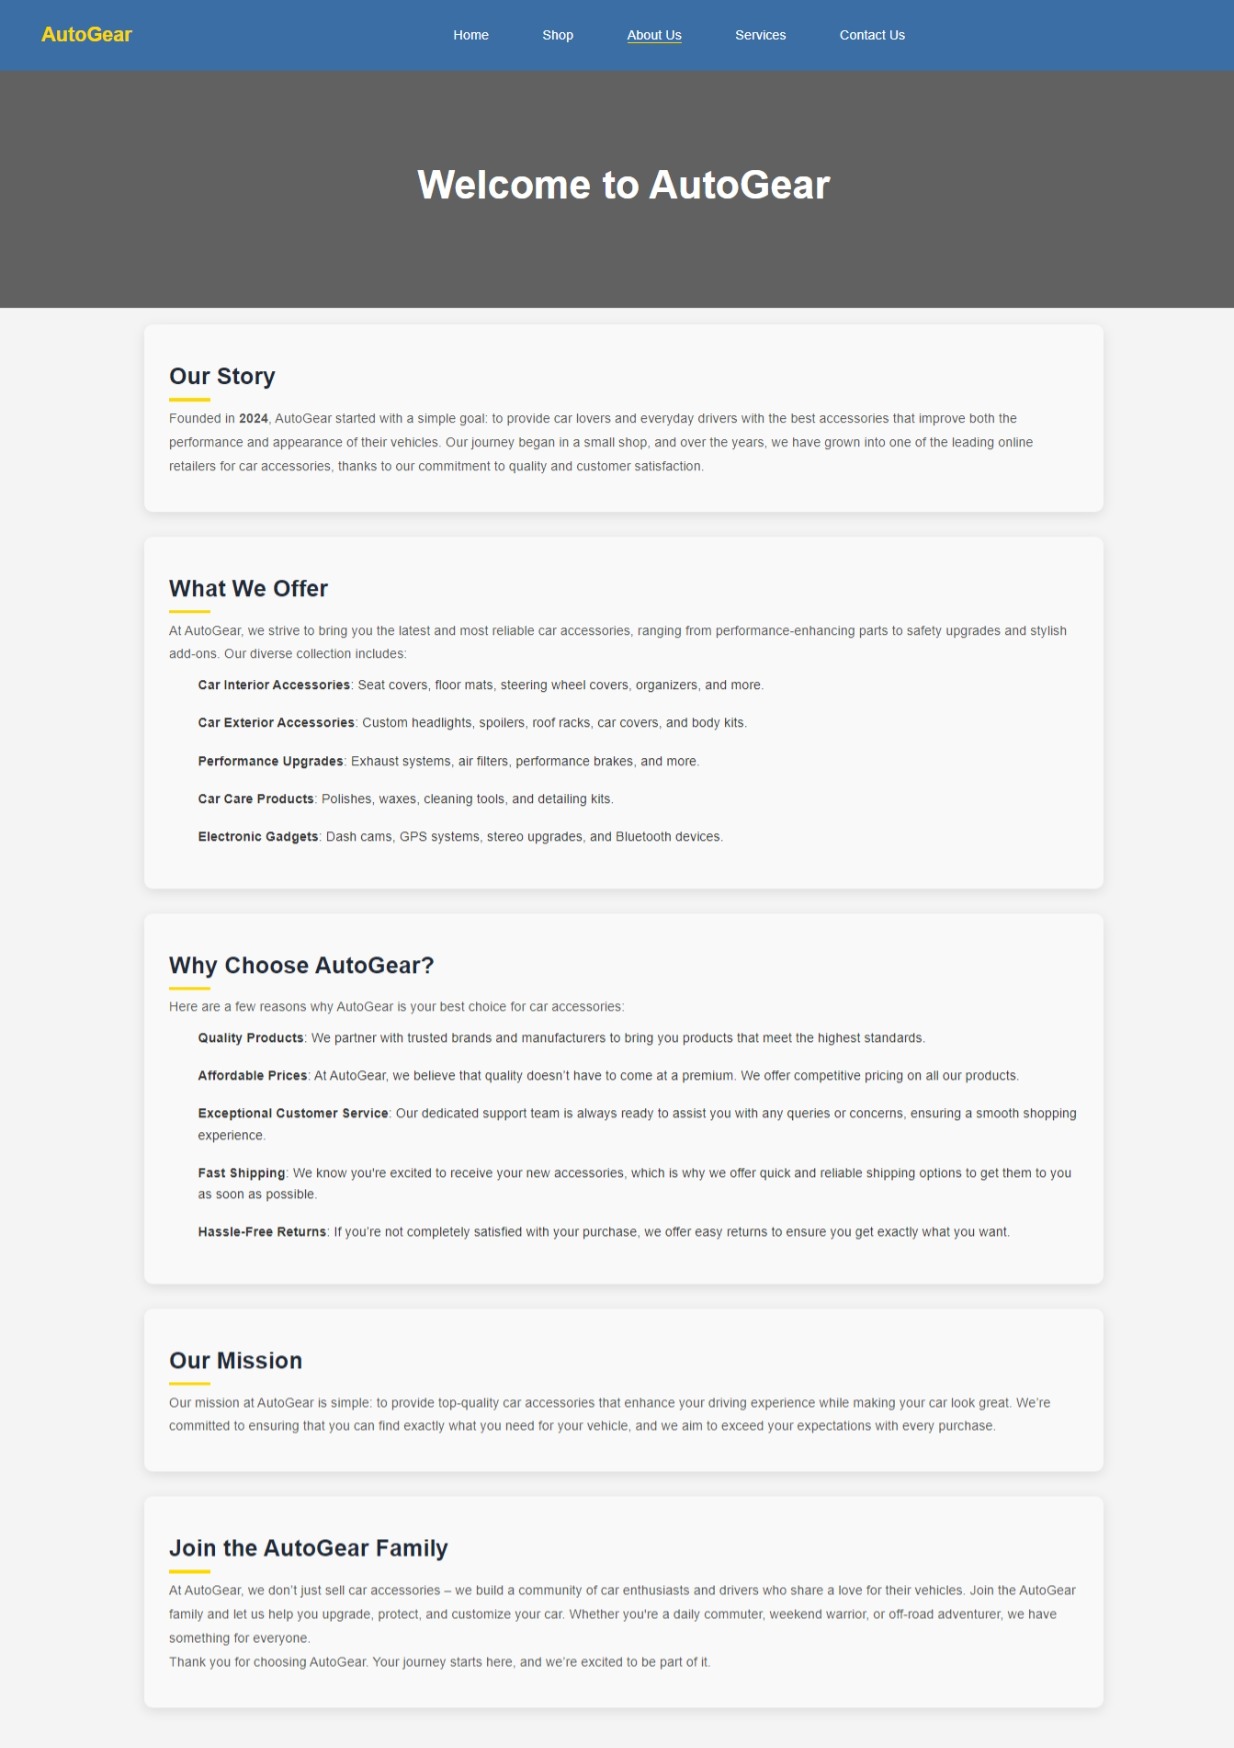 AutoGear
Home Shop About Us Services Contact Us
Welcome to AutoGear
Our Story
Founded in 2024, AutoGear started with a simple goal: to provide car lovers and everyday drivers with the best accessories that improve both the
performance and appearance of their vehicles. Our journey began in a small shop, and over the years, we have grown into one of the leading online
retailers for car accessories, thanks to our commitment to quality and customer satisfaction.
What We Offer
At AutoGear, we strive to bring you the latest and most reliable car accessories, ranging from performance-enhancing parts to safety upgrades and stylish
add-ons. Our diverse collection includes:
Car Interior Accessories: Seat covers, floor mats, steering wheel covers, organizers, and more.
Car Exterior Accessories: Custom headlights, spoilers, roof racks, car covers, and body kits.
Performance Upgrades: Exhaust systems, air filters, performance brakes, and more.
Car Care Products: Polishes, waxes, cleaning tools, and detailing kits.
Electronic Gadgets: Dash cams, GPS systems, stereo upgrades, and Bluetooth devices.
Why Choose AutoGear?
Here are a few reasons why AutoGear is your best choice for car accessories:
Quality Products: We partner with trusted brands and manufacturers to bring you products that meet the highest standards.
Affordable Prices: At AutoGear, we believe that quality doesn’t have to come at a premium. We offer competitive pricing on all our products.
Exceptional Customer Service: Our dedicated support team is always ready to assist you with any queries or concerns, ensuring a smooth shopping
experience.
Fast Shipping: We know you're excited to receive your new accessories, which is why we offer quick and reliable shipping options to get them to you
as soon as possible.
Hassle-Free Returns: If you’re not completely satisfied with your purchase, we offer easy returns to ensure you get exactly what you want.
Our Mission
Our mission at AutoGear is simple: to provide top-quality car accessories that enhance your driving experience while making your car look great. We’re
committed to ensuring that you can find exactly what you need for your vehicle, and we aim to exceed your expectations with every purchase.
Join the AutoGear Family
At AutoGear, we don’t just sell car accessories – we build a community of car enthusiasts and drivers who share a love for their vehicles. Join the AutoGear
family and let us help you upgrade, protect, and customize your car. Whether you're a daily commuter, weekend warrior, or off-road adventurer, we have
something for everyone.
Thank you for choosing AutoGear. Your journey starts here, and we’re excited to be part of it.